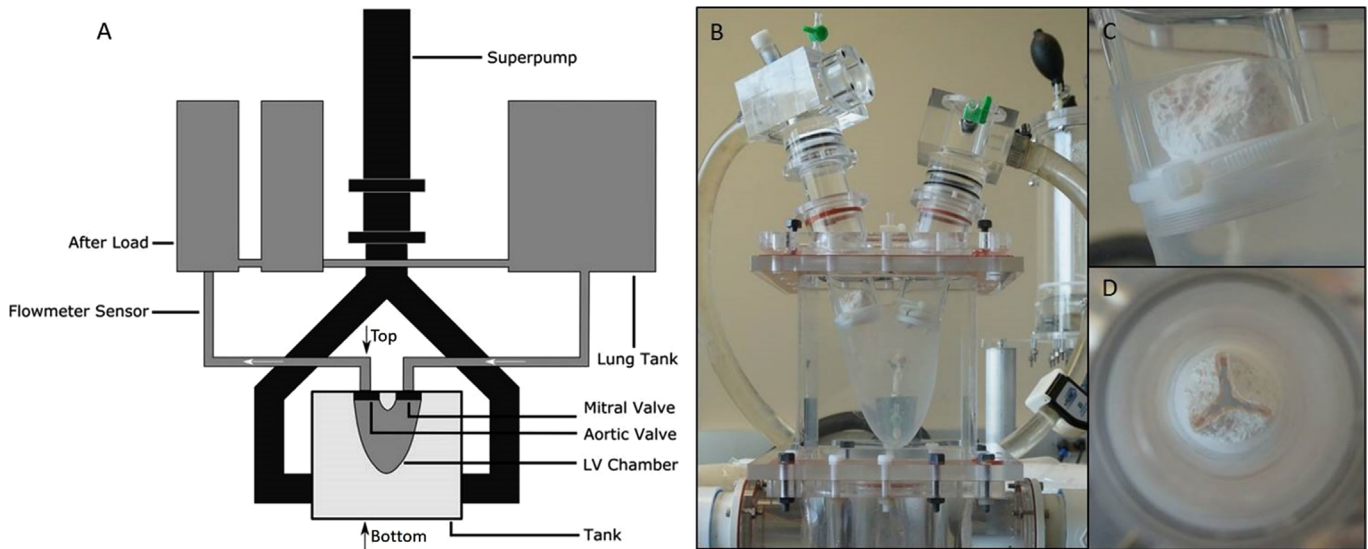 A
Superpump
After Load
Flowmeter Sensor
Top
Lung Tank
Mitral Valve
Aortic Valve
LV Chamber
Tank
Bottom
B
C
D